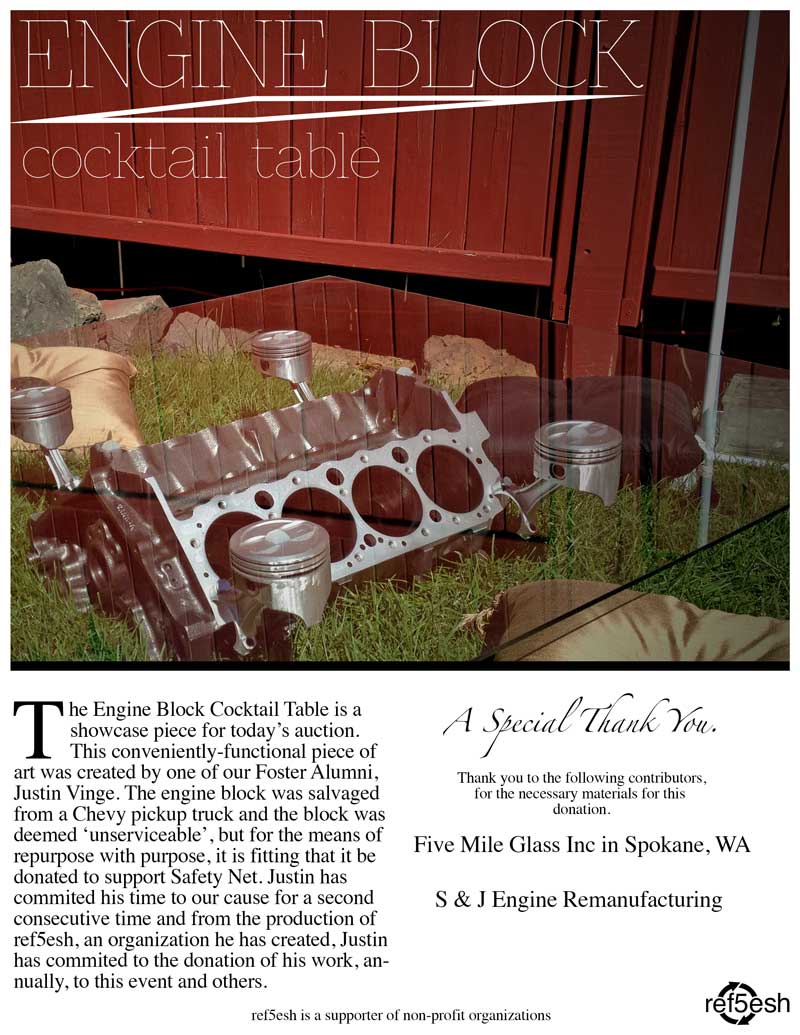 ENGINE BLOCK
cocktail table
The Engine Block Cocktail Table is a
showcase piece for today's auction.
This conveniently-functional piece of
art was created by one of our Foster Alumni,
Justin Vinge. The engine block was salvaged
from a Chevy pickup truck and the block was
deemed ‘unserviceable’, but for the means of
repurpose with purpose, it is fitting that it be
donated to support Safety Net. Justin has
commited his time to our cause for a second
consecutive time and from the production of
ref5esh, an organization he has created, Justin
has commited to the donation of his work, an-
nually, to this event and others.
A Special Thank You.
Thank you to the following contributors,
for the necessary materials for this
donation.
Five Mile Glass Inc in Spokane, WA
S & J Engine Remanufacturing
ref5esh
ref5esh is a supporter of non-profit organizations